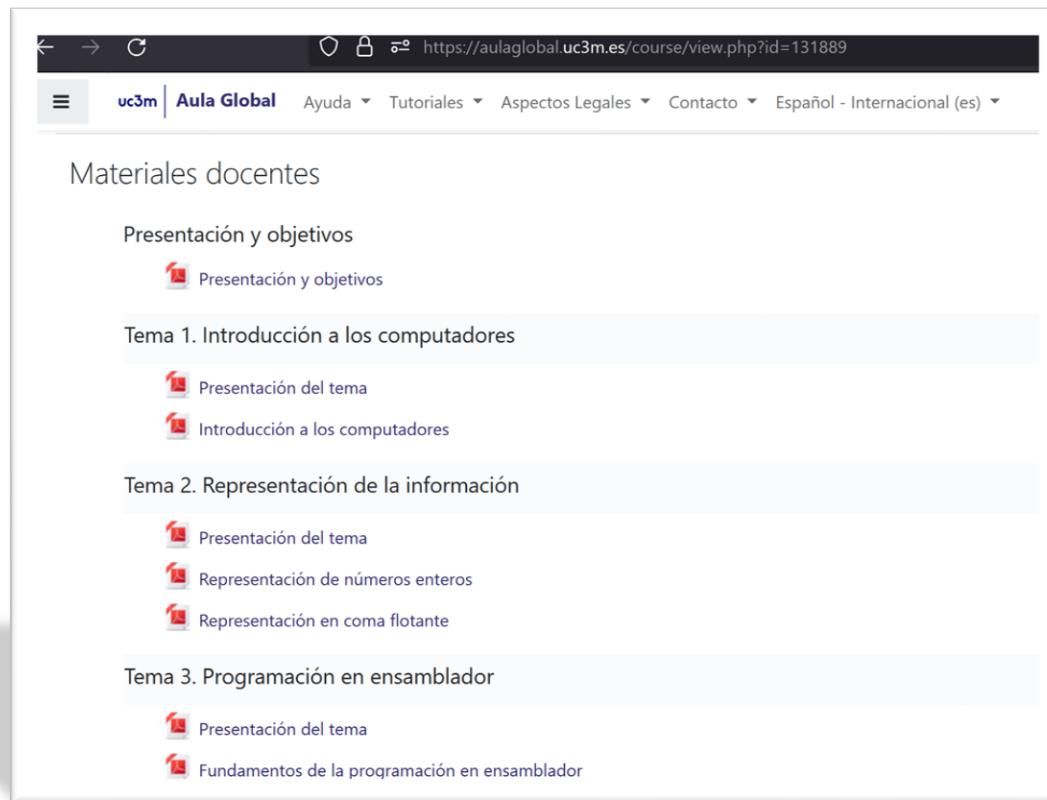 https://aulaglobal.uc3m.es/course/view.php?id=131889
uc3m Aula Global Ayuda Tutoriales Aspectos Legales Contacto Español - Internacional (es)
Materiales docentes
Presentación y objetivos
Presentación y objetivos
Tema 1. Introducción a los computadores
Presentación del tema
Introducción a los computadores
Tema 2. Representación de la información
Presentación del tema
Representación de números enteros
Representación en coma flotante
Tema 3. Programación en ensamblador
Presentación del tema
Fundamentos de la programación en ensamblador